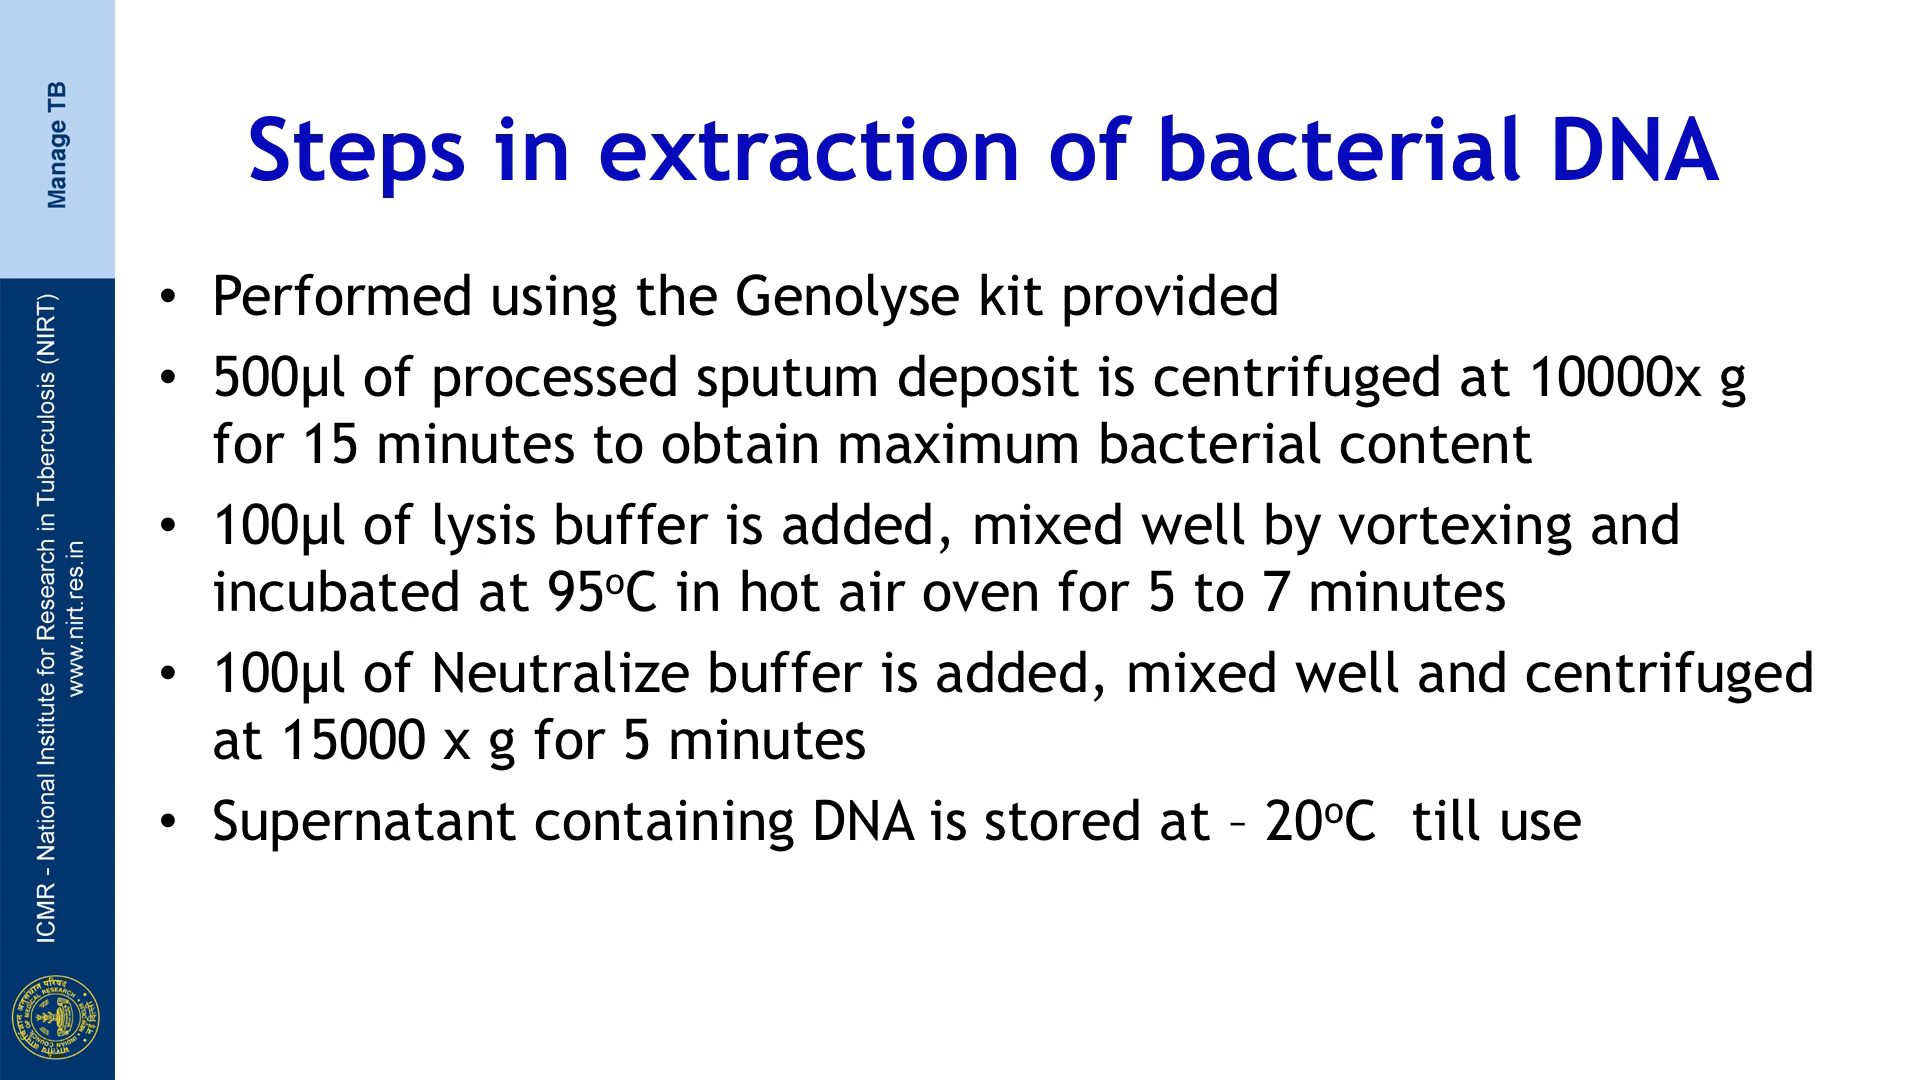 Manage TB
ICMR - National Institute for Research in Tuberculosis (NIRT)
www.nirt.res.in
Steps in extraction of bacterial DNA
• Performed using the Genolyse kit provided
• 500µl of processed sputum deposit is centrifuged at 10000x g
for 15 minutes to obtain maximum bacterial content
• 100µl of lysis buffer is added, mixed well by vortexing and
incubated at 95ºC in hot air oven for 5 to 7 minutes
• 100µl of Neutralize buffer is added, mixed well and centrifuged
at 15000 x g for 5 minutes
• Supernatant containing DNA is stored at – 20ºC  till use